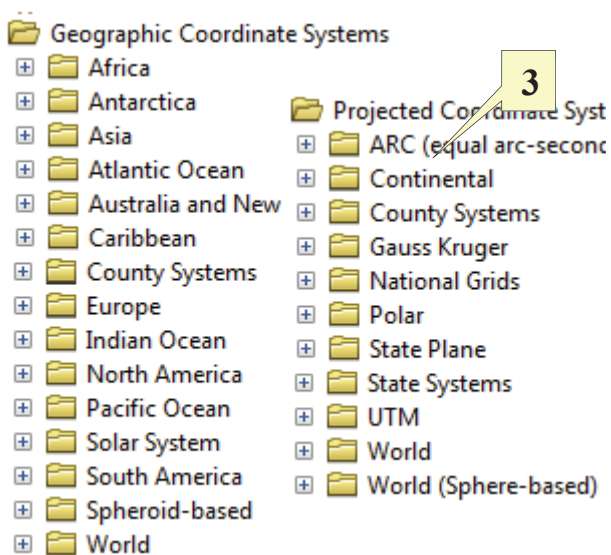 Geographic Coordinate Systems
Africa
Antarctica
Asia
Atlantic Ocean
Australia and New
Caribbean
County Systems
Europe
Indian Ocean
North America
Pacific Ocean
Solar System
South America
Spheroid-based
World
3
Projected Coordinate Syst
ARC (equal arc-second
Continental
County Systems
Gauss Kruger
National Grids
Polar
State Plane
State Systems
UTM
World
World (Sphere-based)